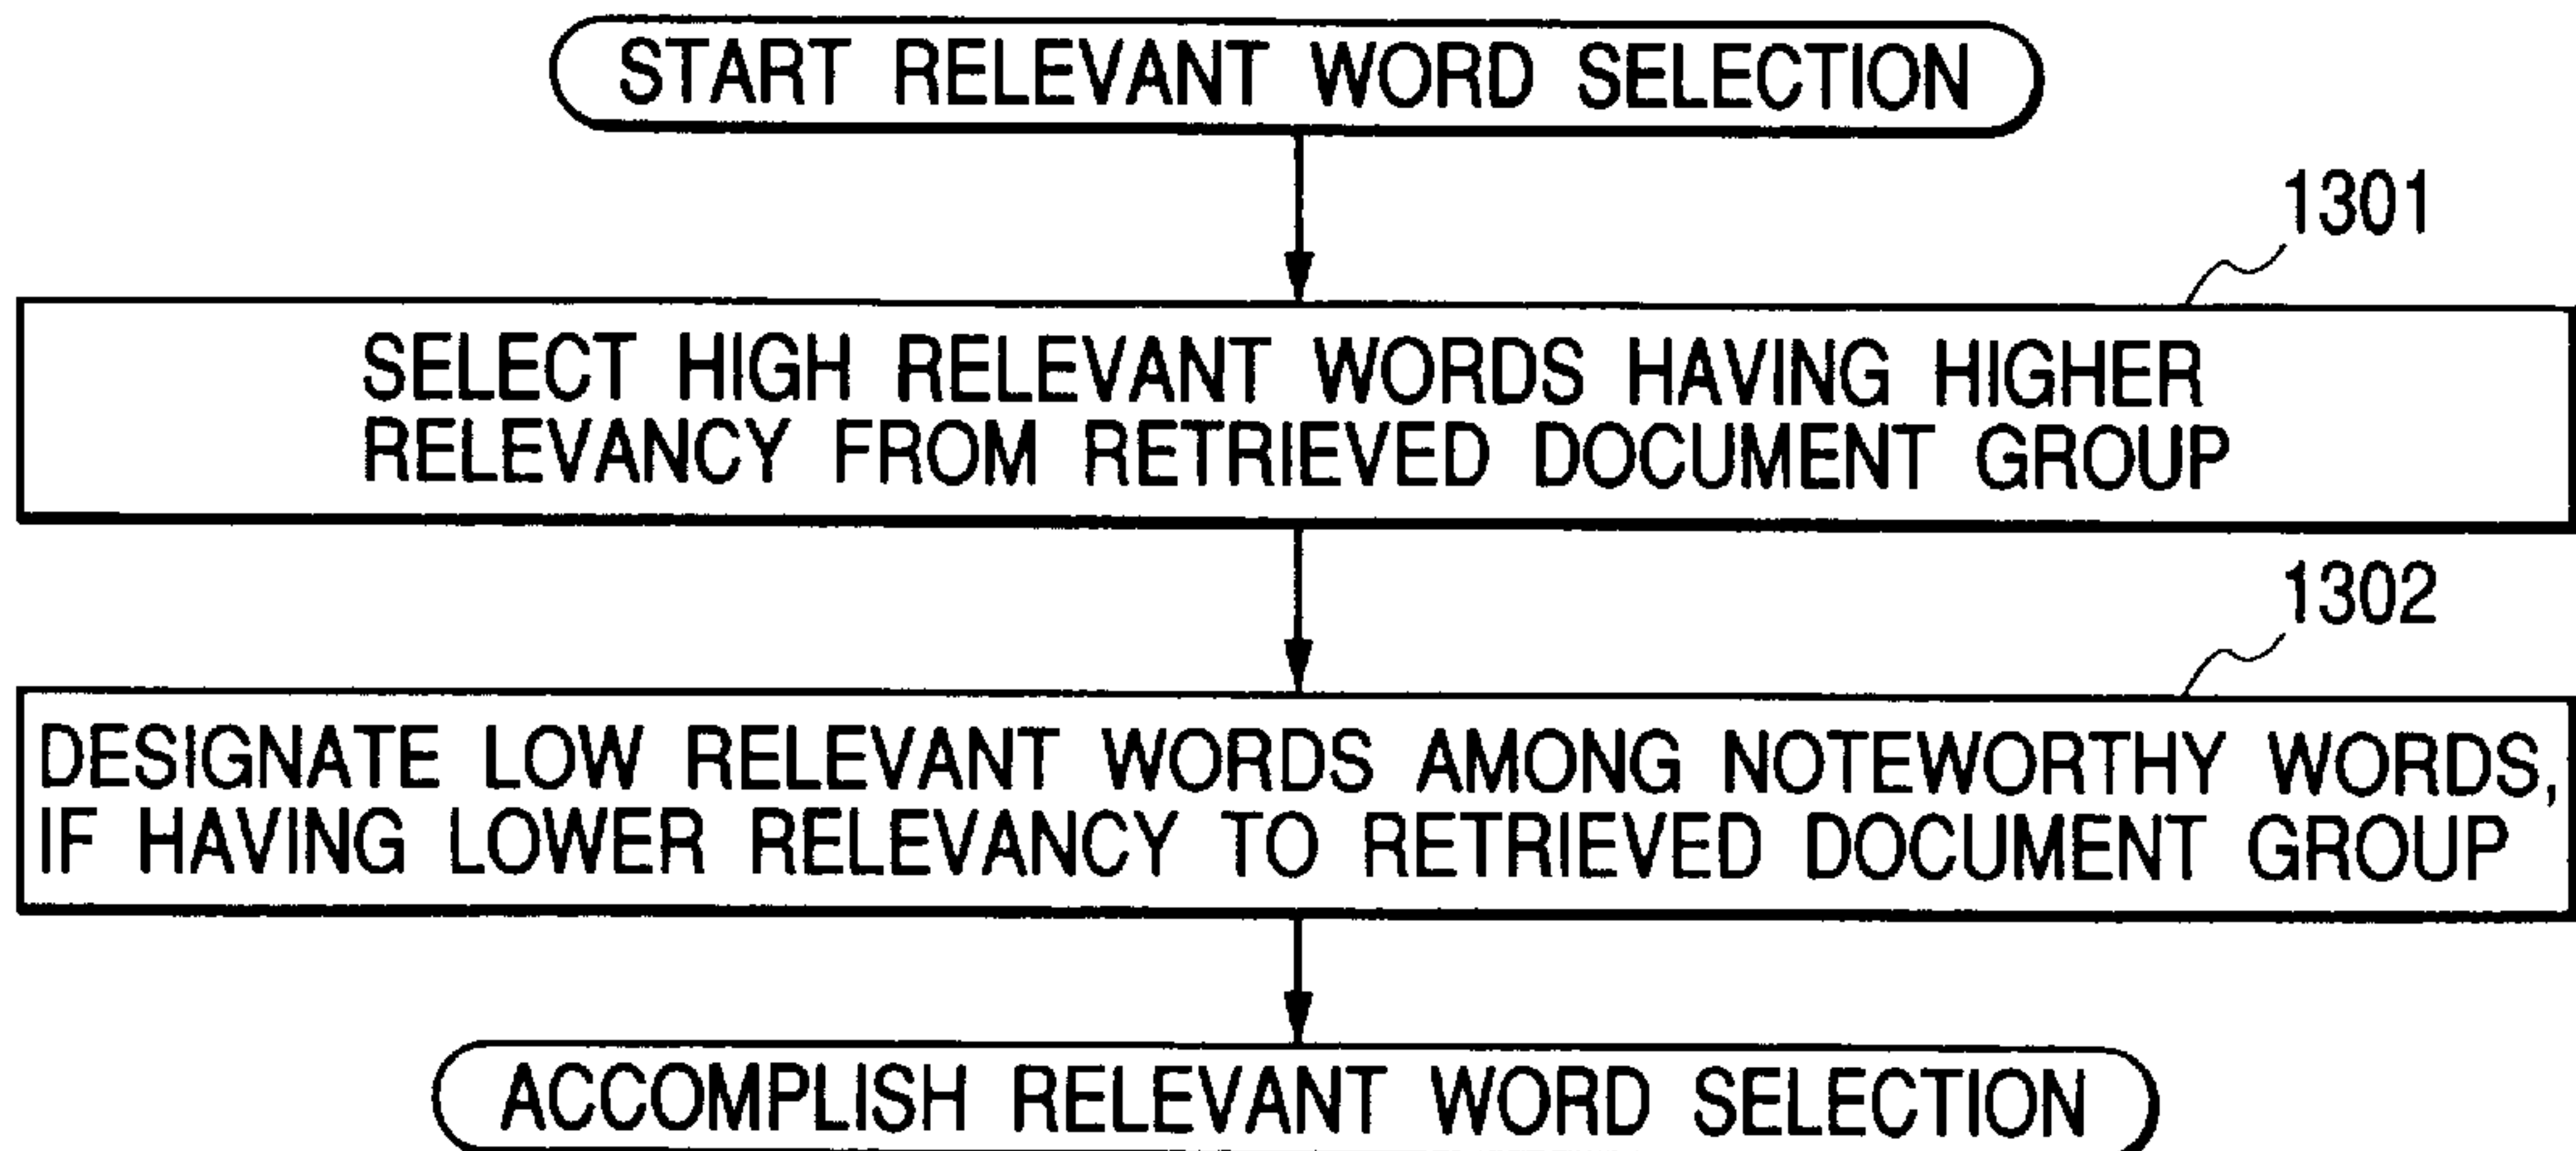 START RELEVANT WORD SELECTION
1301
SELECT HIGH RELEVANT WORDS HAVING HIGHER
RELEVANCY FROM RETRIEVED DOCUMENT GROUP
1302
DESIGNATE LOW RELEVANT WORDS AMONG NOTEWORTHY WORDS,
IF HAVING LOWER RELEVANCY TO RETRIEVED DOCUMENT GROUP
ACCOMPLISH RELEVANT WORD SELECTION